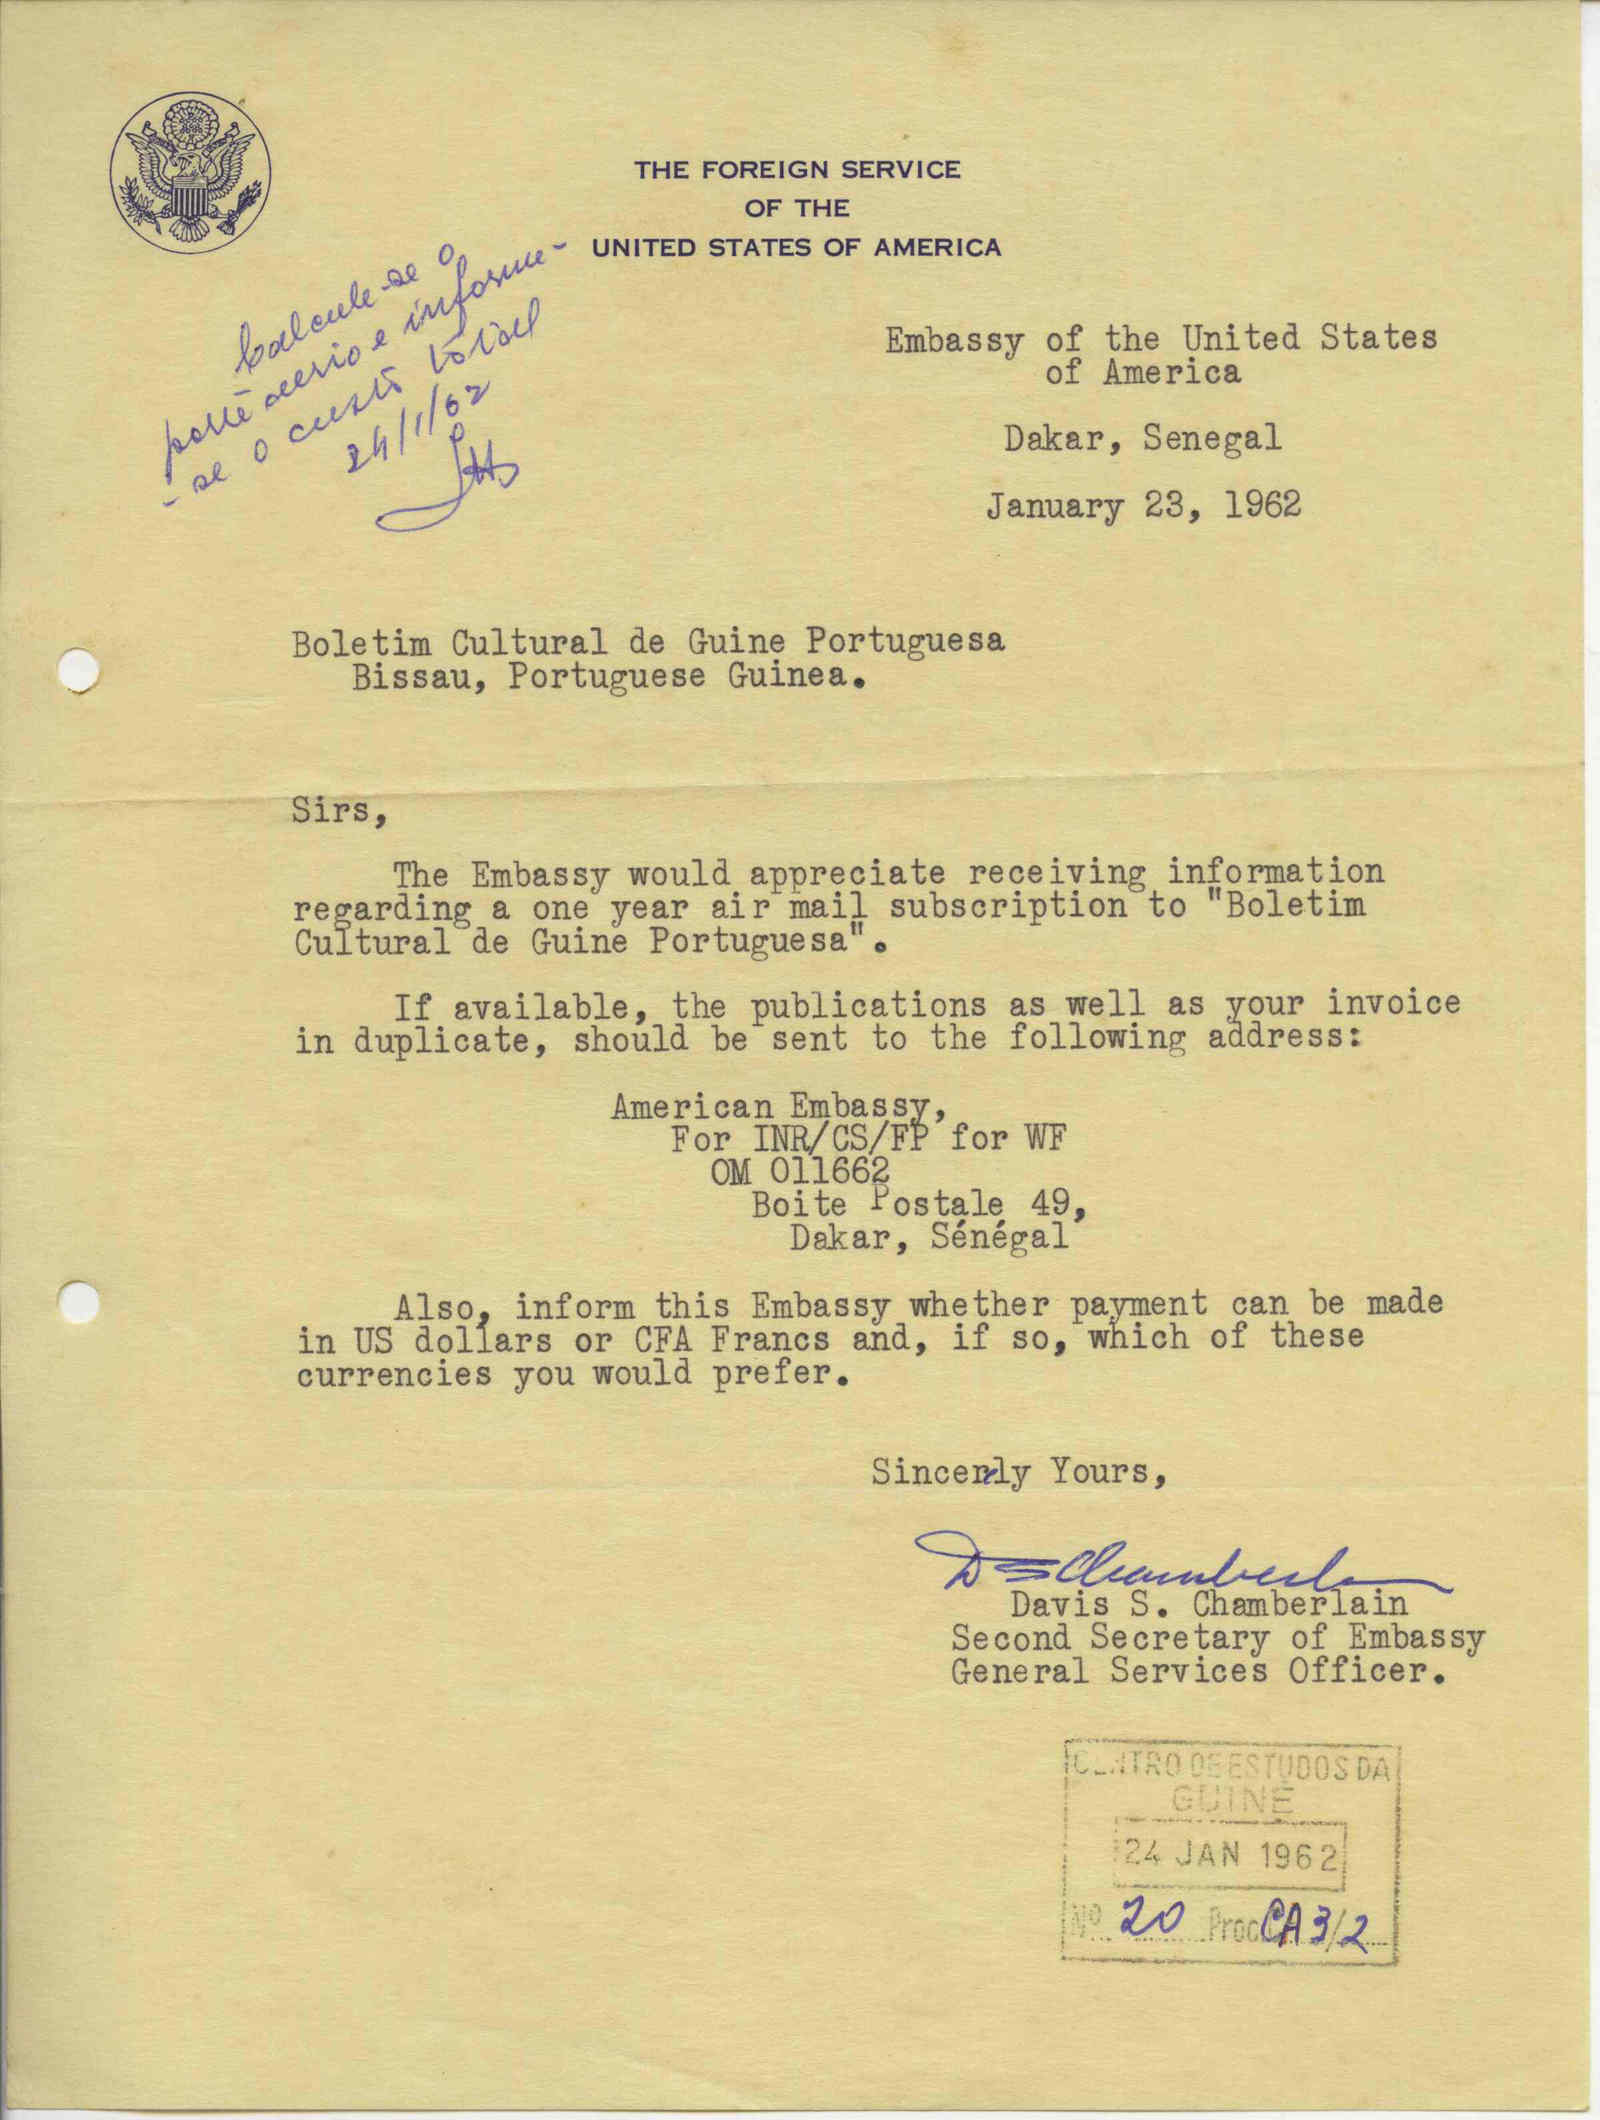 THE FOREIGN SERVICE
OF THE
UNITED STATES OF AMERICA
Calcule-se o
porte aereo e informe-
-se o custo total
24/1/62
Embassy of the United States
of America
Dakar, Senegal
January 23, 1962
Boletim Cultural de Guine Portuguesa
Bissau, Portuguese Guinea.
Sirs,
The Embassy would appreciate receiving information
regarding a one year air mail subscription to "Boletim
Cultural de Guine Portuguesa".
If available, the publications as well as your invoice
in duplicate, should be sent to the following address:
American Embassy,
For INR/CS/FP for WF
OM 011662
Boite Postale 49,
Dakar, Sénégal
Also, inform this Embassy whether payment can be made
in US dollars or CFA Francs and, if so, which of these
currencies you would prefer.
Sincerely Yours,
D S Chamberlain
Davis S. Chamberlain
Second Secretary of Embassy
General Services Officer.
CENTRO DE ESTUDOS DA
GUINÉ
24 JAN 1962
Nº 20 Proc CA 3/2